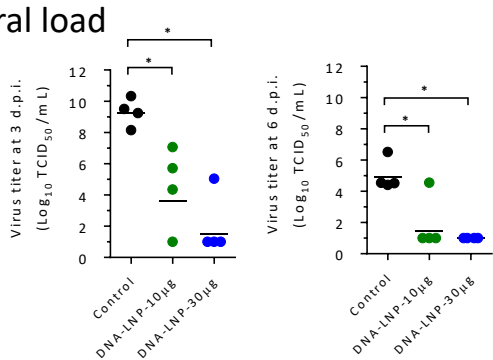 ral load
*
*
Virus titer at 3 d.p.i.
(Log10 TCID50/mL)
12
10
8
6
4
2
0
Control
DNA-LNP-10μg
DNA-LNP-30μg
*
*
Virus titer at 6 d.p.i.
(Log10 TCID50/mL)
12
10
8
6
4
2
0
Control
DNA-LNP-10μg
DNA-LNP-30μg